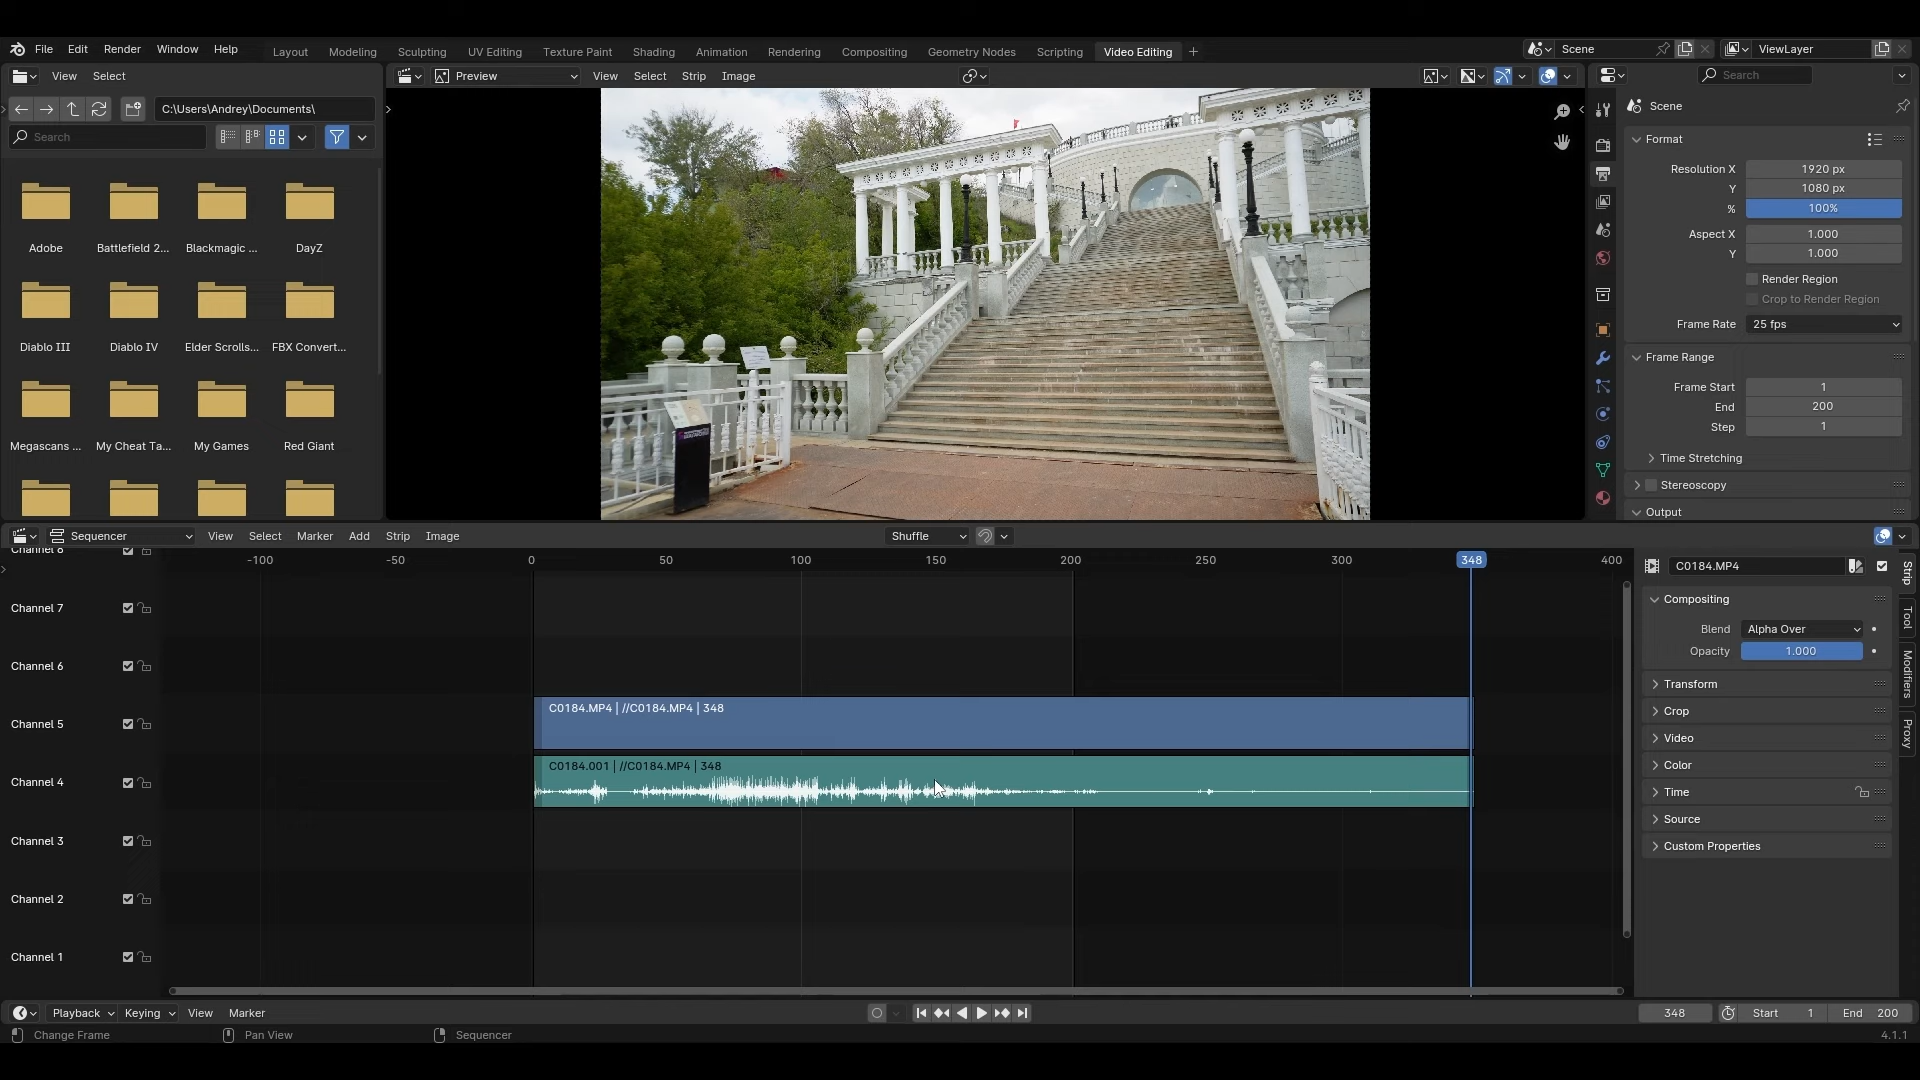 File Edit Render Window Help Layout Modeling Sculpting UV Editing Texture Paint Shading Animation Rendering Compositing Geometry Nodes Scripting Video Editing Scene ViewLayer
View Select Preview View Select Strip Image Search
C:\Users\Andrey\Documents\ Scene
Search
Format
Resolution X 1920 px
Y 1080 px
% 100%
Aspect X 1.000
Y 1.000
Render Region
Crop to Render Region
Frame Rate 25 fps
Frame Range
Frame Start 1
End 200
Step 1
Time Stretching
Stereoscopy
Output
Adobe Battlefield 2... Blackmagic ... DayZ
Diablo III Diablo IV Elder Scrolls... FBX Convert...
Megascans ... My Cheat Ta... My Games Red Giant
Sequencer View Select Marker Add Strip Image Shuffle
-100 -50 0 50 100 150 200 250 300 348 400
Channel 8
Channel 7
Channel 6
Channel 5
Channel 4
Channel 3
Channel 2
Channel 1
C0184.MP4 | //C0184.MP4 | 348
C0184.001 | //C0184.MP4 | 348
C0184.MP4
Compositing
Blend Alpha Over
Opacity 1.000
Transform
Crop
Video
Color
Time
Source
Custom Properties
Strip
Tool
Modifiers
Proxy
Playback Keying View Marker 348 Start 1 End 200
Change Frame Pan View Sequencer 4.1.1